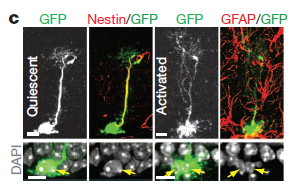 c
GFP Nestin/GFP GFP GFAP/GFP
Quiescent
Activated
DAPI